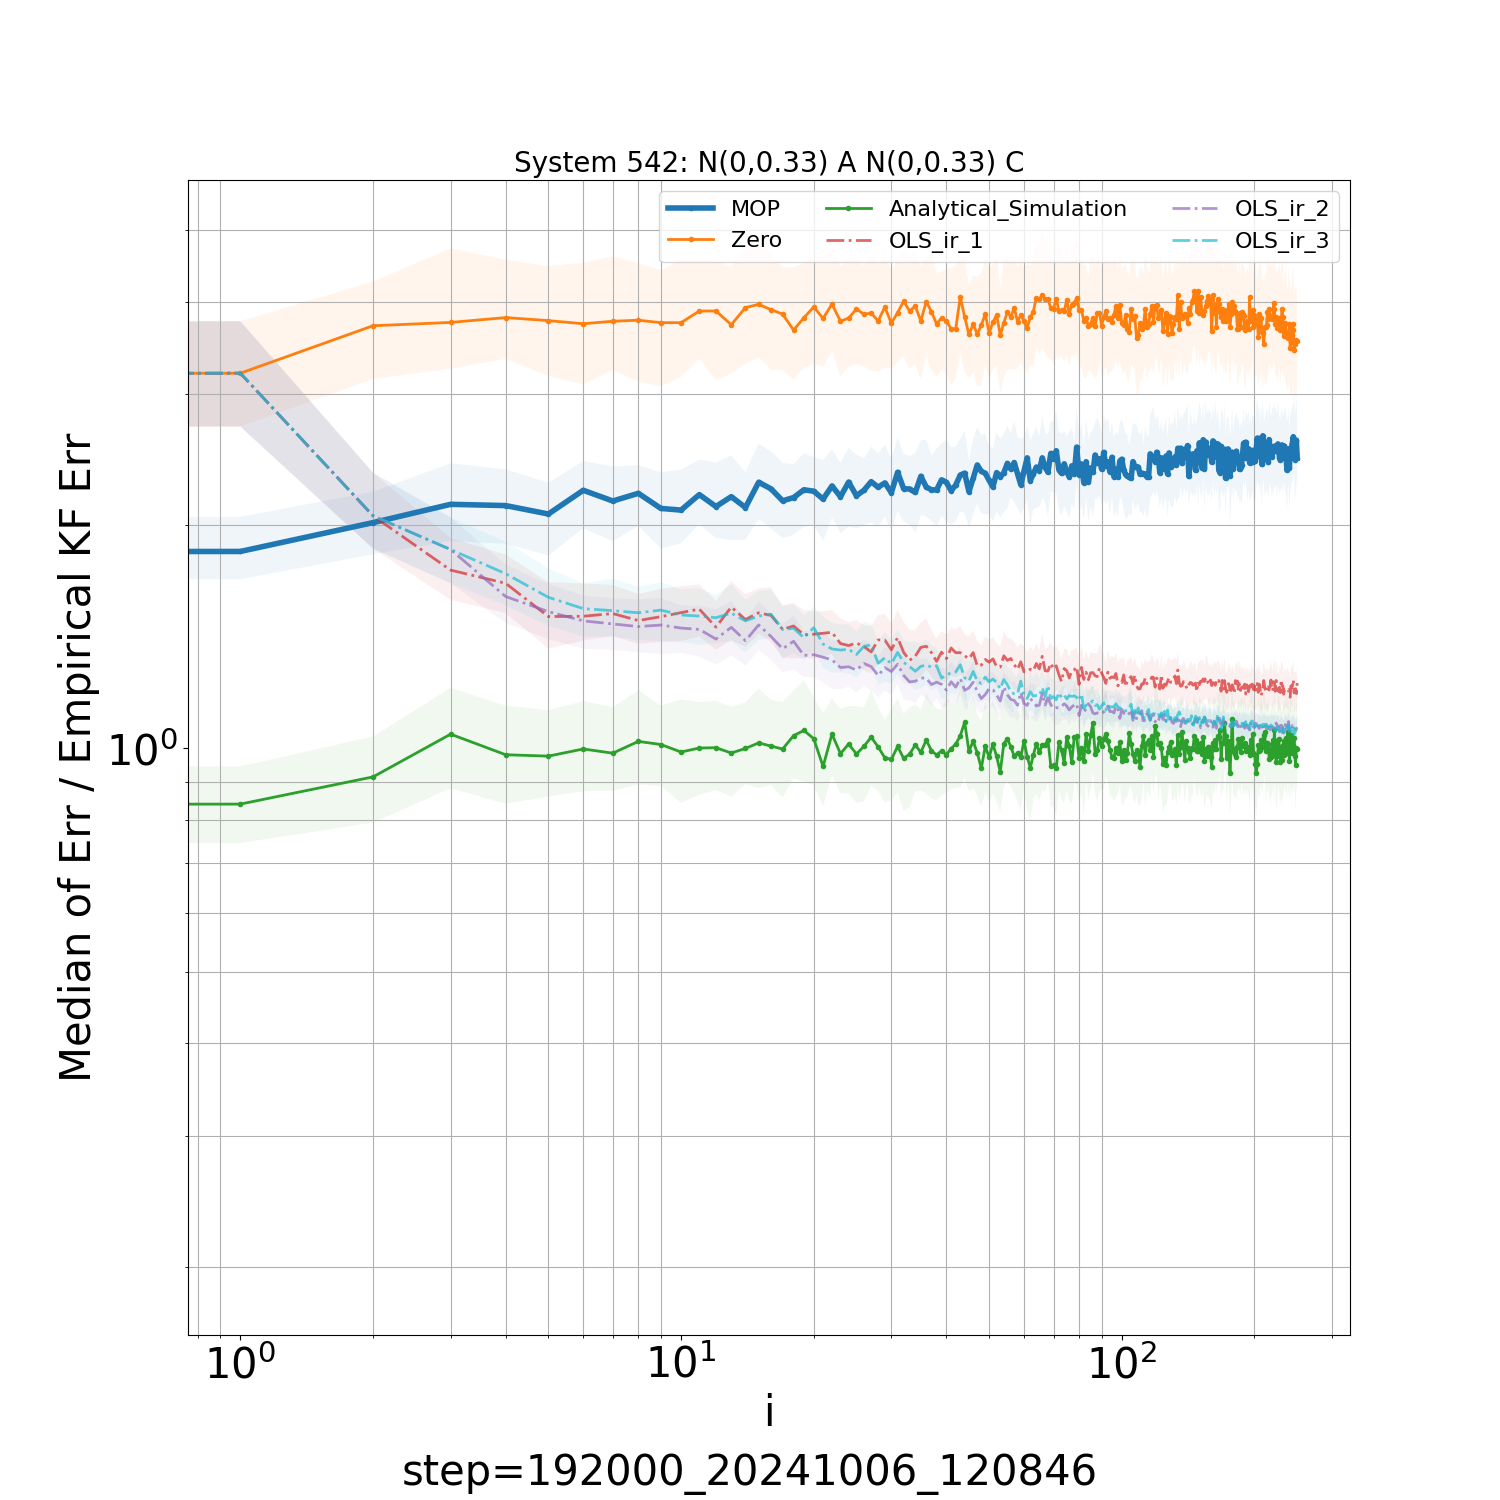 System 542: N(0,0.33) A N(0,0.33) C
MOP
Zero
Analytical_Simulation
OLS_ir_1
OLS_ir_2
OLS_ir_3
Median of Err / Empirical KF Err
10⁰
10⁰ 10¹ 10²
i
step=192000_20241006_120846